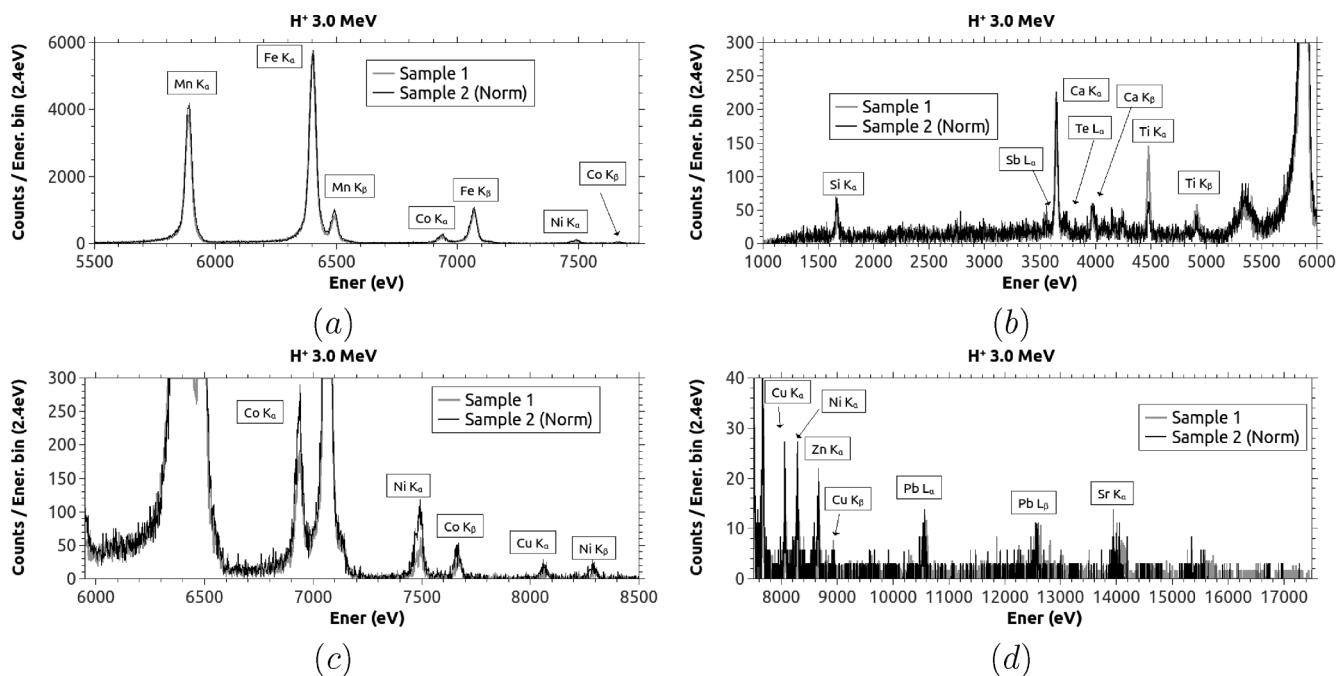 H⁺ 3.0 MeV
Counts / Ener. bin (2.4eV)
6000
4000
2000
0
Fe Kα
Mn Kα
Sample 1
Sample 2 (Norm)
Mn Kβ
Co Kα
Fe Kβ
Ni Kα
Co Kβ
5500 6000 6500 7000 7500
Ener (eV)
(a)
H⁺ 3.0 MeV
Counts / Ener. bin (2.4eV)
300
250
200
150
100
50
0
Sample 1
Sample 2 (Norm)
Si Kα
Sb Lα
Ca Kα
Te Lα
Ca Kβ
Ti Kα
Ti Kβ
1000 1500 2000 2500 3000 3500 4000 4500 5000 5500 6000
Ener (eV)
(b)
H⁺ 3.0 MeV
Counts / Ener. bin (2.4eV)
300
250
200
150
100
50
0
Co Kα
Sample 1
Sample 2 (Norm)
Ni Kα
Co Kβ
Cu Kα
Ni Kβ
6000 6500 7000 7500 8000 8500
Ener (eV)
(c)
H⁺ 3.0 MeV
Counts / Ener. bin (2.4eV)
40
30
20
10
0
Cu Kα
Ni Kα
Zn Kα
Cu Kβ
Pb Lα
Pb Lβ
Sr Kα
Sample 1
Sample 2 (Norm)
8000 9000 10000 11000 12000 13000 14000 15000 16000 17000
Ener (eV)
(d)